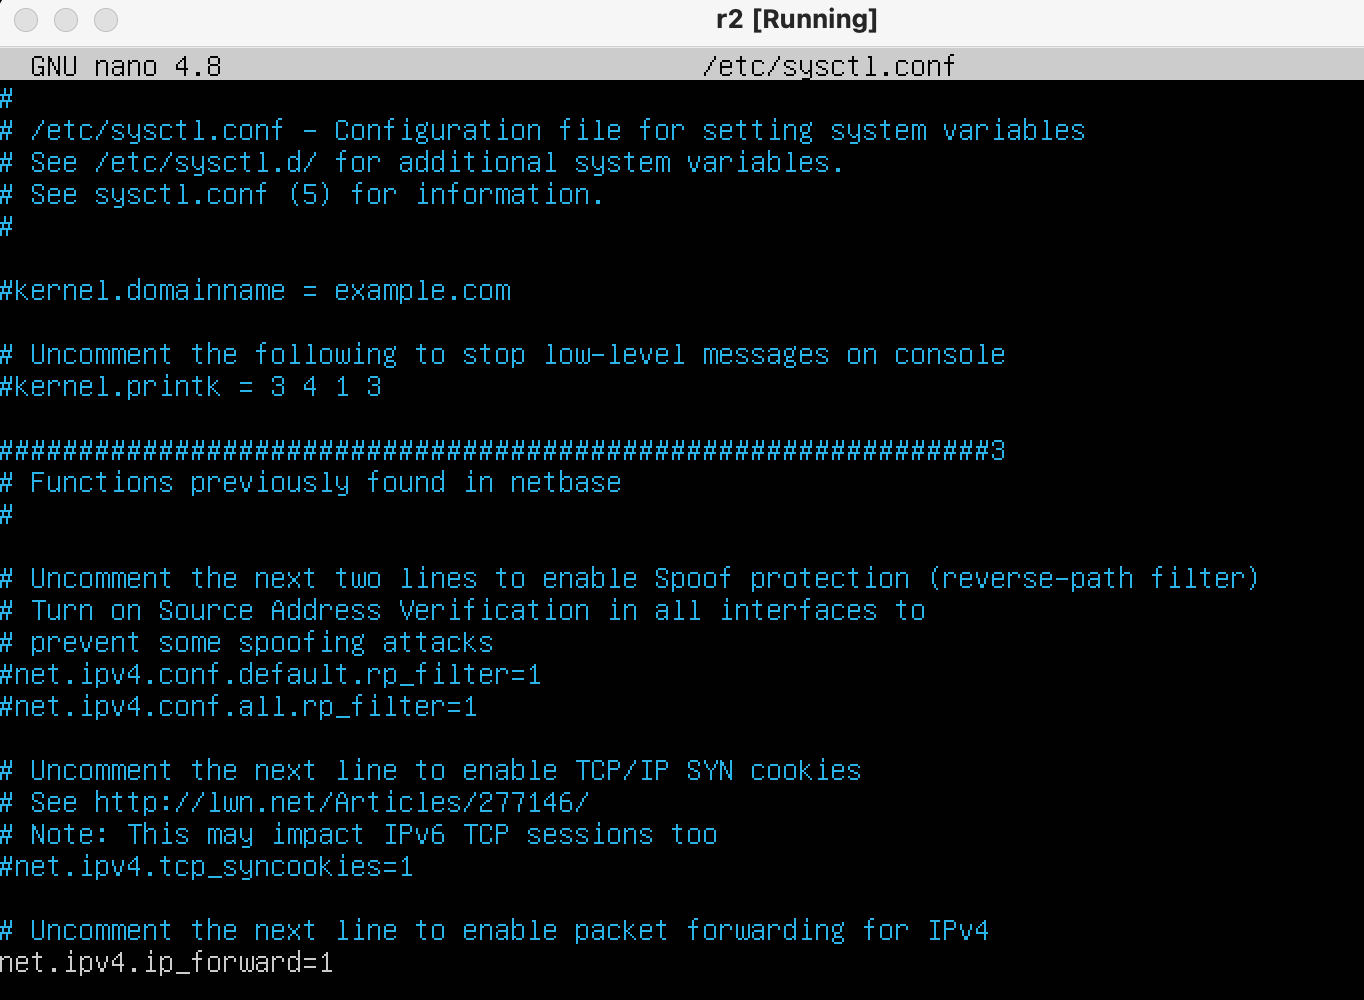 r2 [Running]
GNU nano 4.8 /etc/sysctl.conf
#
# /etc/sysctl.conf - Configuration file for setting system variables
# See /etc/sysctl.d/ for additional system variables.
# See sysctl.conf (5) for information.
#
#kernel.domainname = example.com
# Uncomment the following to stop low-level messages on console
#kernel.printk = 3 4 1 3
##############################################################3
# Functions previously found in netbase
#
# Uncomment the next two lines to enable Spoof protection (reverse-path filter)
# Turn on Source Address Verification in all interfaces to
# prevent some spoofing attacks
#net.ipv4.conf.default.rp_filter=1
#net.ipv4.conf.all.rp_filter=1
# Uncomment the next line to enable TCP/IP SYN cookies
# See http://lwn.net/Articles/277146/
# Note: This may impact IPv6 TCP sessions too
#net.ipv4.tcp_syncookies=1
# Uncomment the next line to enable packet forwarding for IPv4
net.ipv4.ip_forward=1